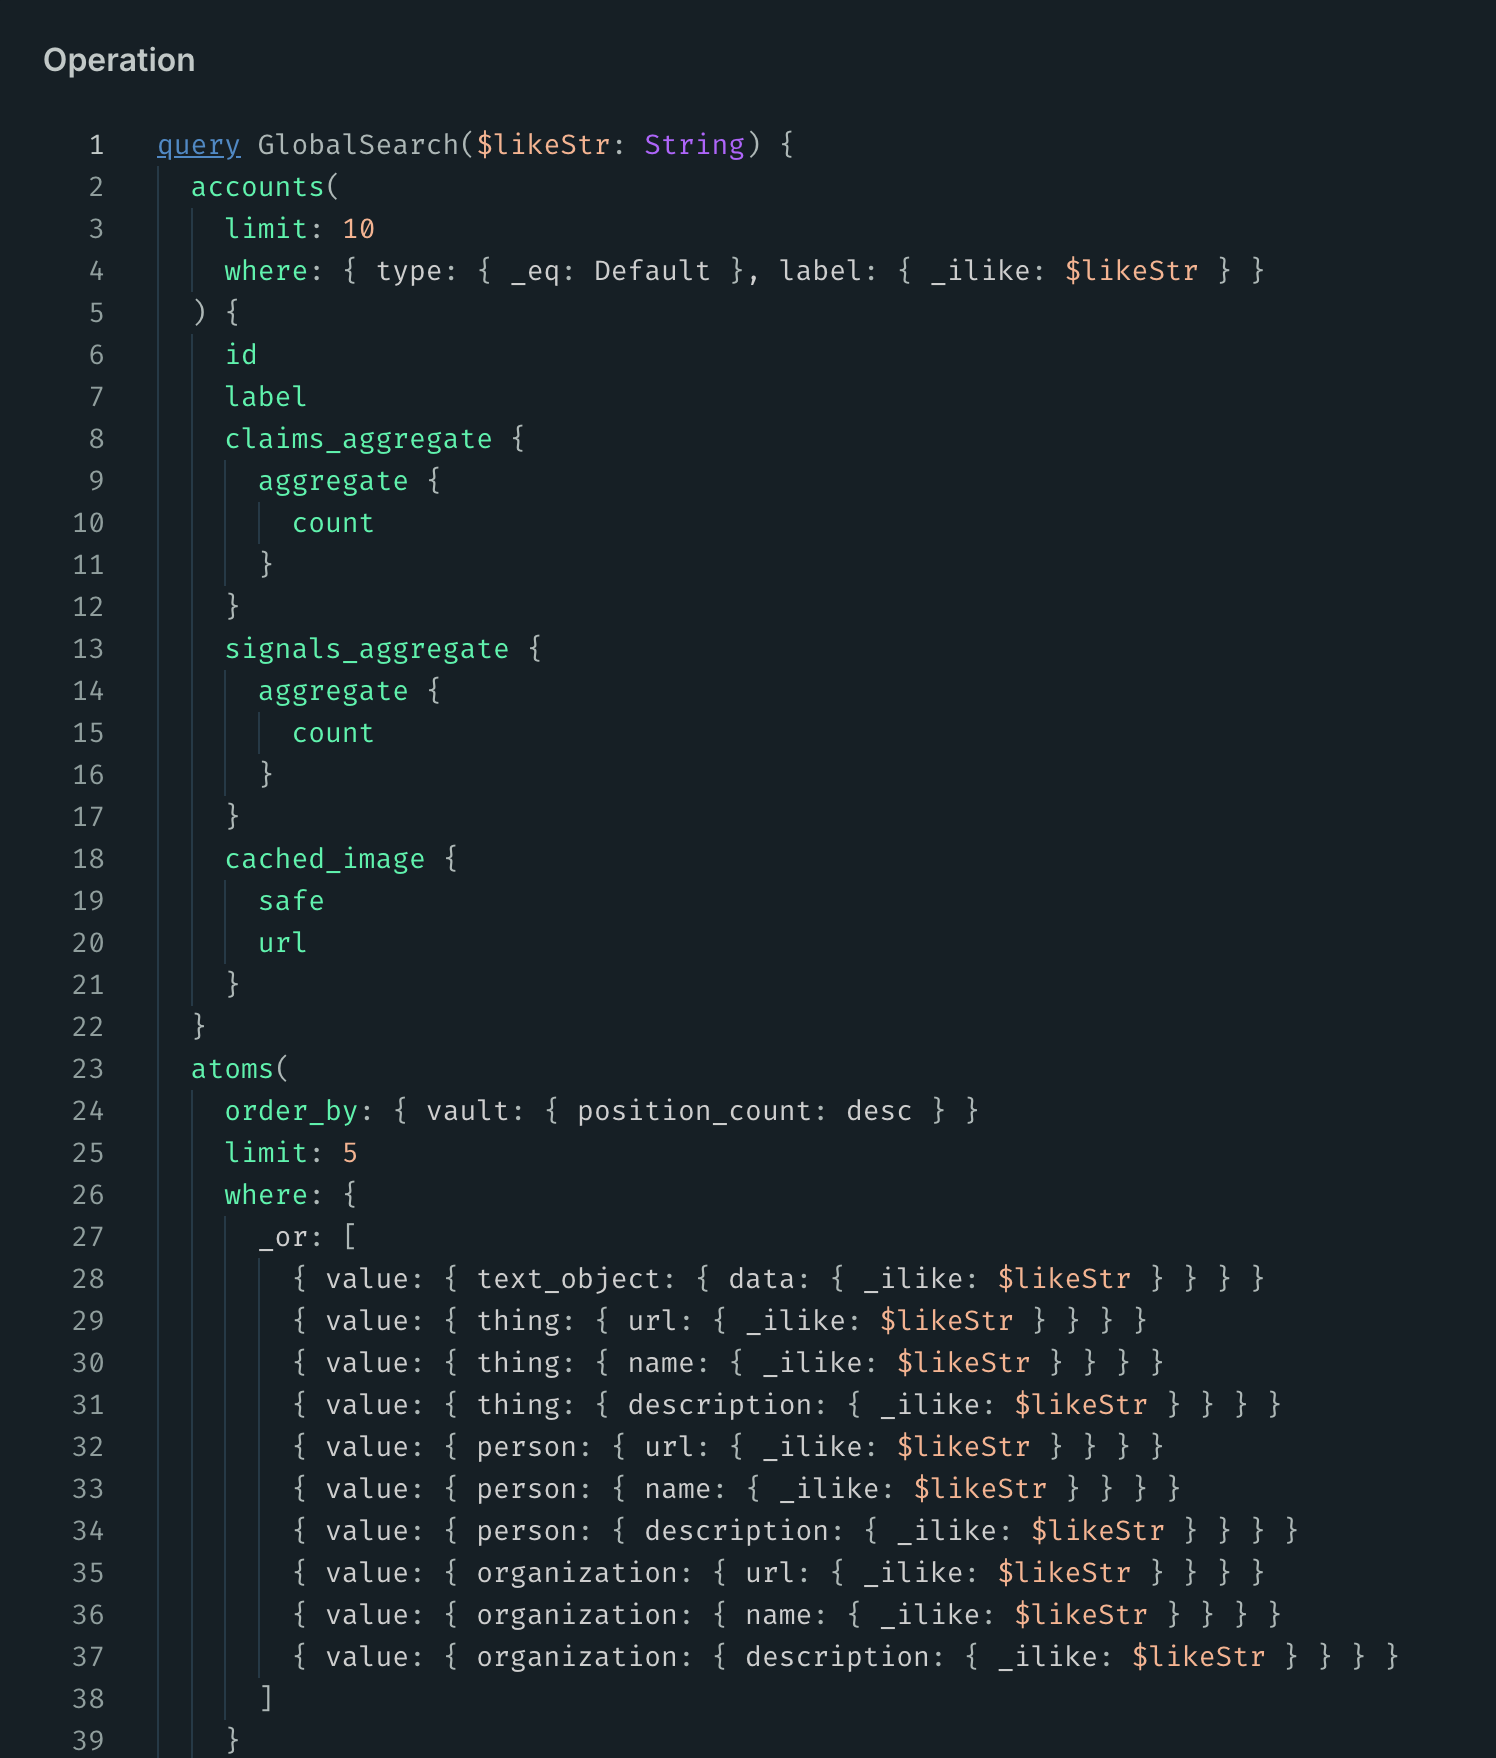 Operation
1 query GlobalSearch($likeStr: String) {
2 accounts(
3 limit: 10
4 where: { type: { _eq: Default }, label: { _ilike: $likeStr } }
5 ) {
6 id
7 label
8 claims_aggregate {
9 aggregate {
10 count
11 }
12 }
13 signals_aggregate {
14 aggregate {
15 count
16 }
17 }
18 cached_image {
19 safe
20 url
21 }
22 }
23 atoms(
24 order_by: { vault: { position_count: desc } }
25 limit: 5
26 where: {
27 _or: [
28 { value: { text_object: { data: { _ilike: $likeStr } } } }
29 { value: { thing: { url: { _ilike: $likeStr } } } }
30 { value: { thing: { name: { _ilike: $likeStr } } } }
31 { value: { thing: { description: { _ilike: $likeStr } } } }
32 { value: { person: { url: { _ilike: $likeStr } } } }
33 { value: { person: { name: { _ilike: $likeStr } } } }
34 { value: { person: { description: { _ilike: $likeStr } } } }
35 { value: { organization: { url: { _ilike: $likeStr } } } }
36 { value: { organization: { name: { _ilike: $likeStr } } } }
37 { value: { organization: { description: { _ilike: $likeStr } } } }
38 ]
39 }